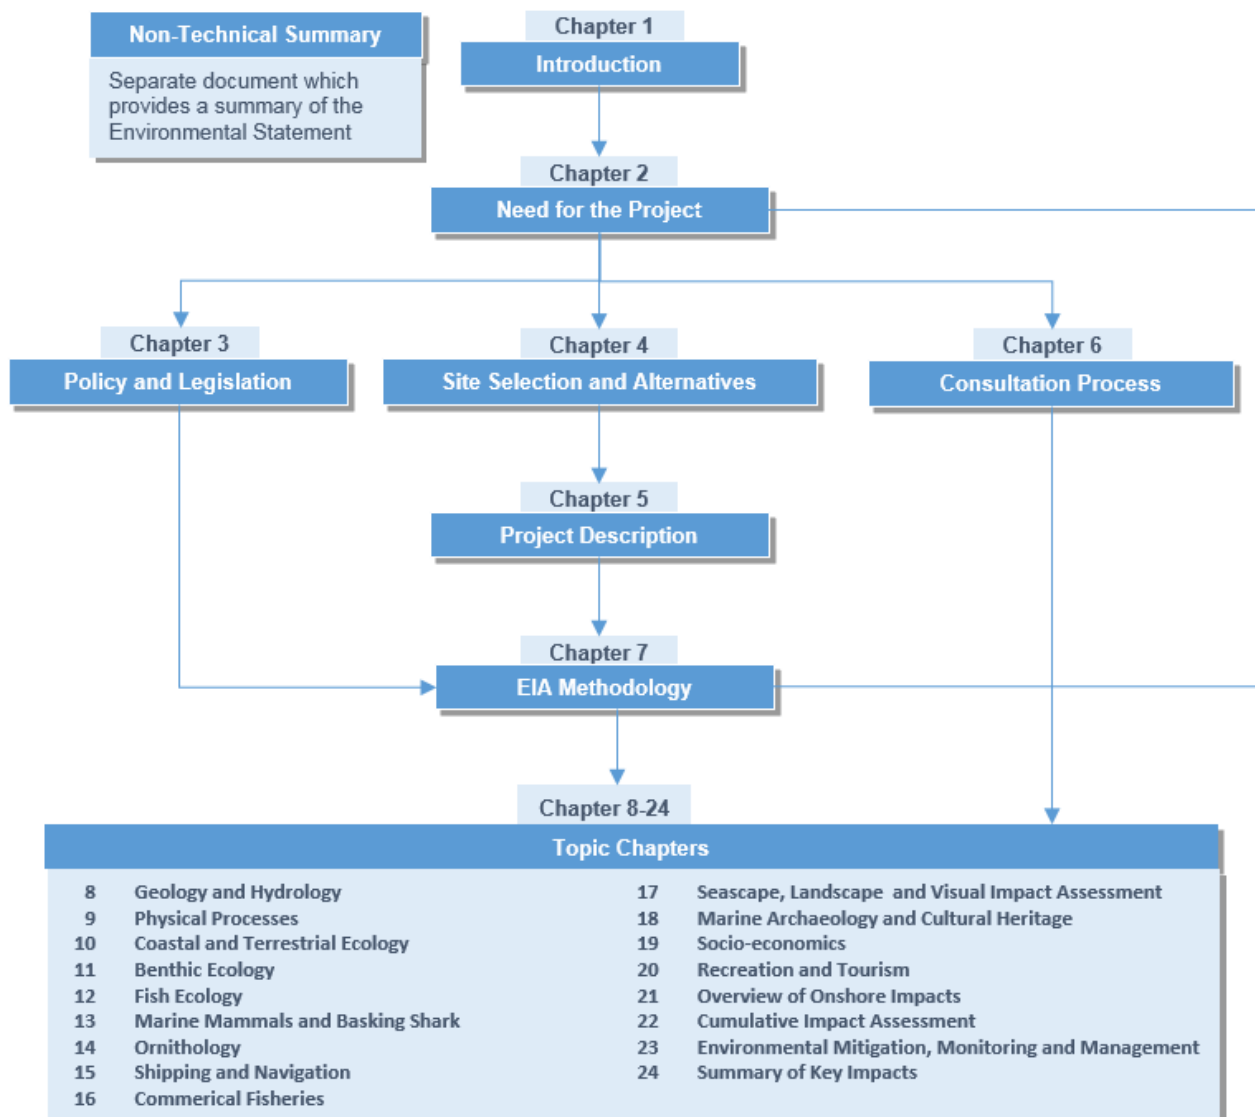 Non-Technical Summary
Separate document which
provides a summary of the
Environmental Statement
Chapter 1
Introduction
Chapter 2
Need for the Project
Chapter 3
Policy and Legislation
Chapter 4
Site Selection and Alternatives
Chapter 6
Consultation Process
Chapter 5
Project Description
Chapter 7
EIA Methodology
Chapter 8-24
Topic Chapters
8 Geology and Hydrology
9 Physical Processes
10 Coastal and Terrestrial Ecology
11 Benthic Ecology
12 Fish Ecology
13 Marine Mammals and Basking Shark
14 Ornithology
15 Shipping and Navigation
16 Commerical Fisheries
17 Seascape, Landscape and Visual Impact Assessment
18 Marine Archaeology and Cultural Heritage
19 Socio-economics
20 Recreation and Tourism
21 Overview of Onshore Impacts
22 Cumulative Impact Assessment
23 Environmental Mitigation, Monitoring and Management
24 Summary of Key Impacts